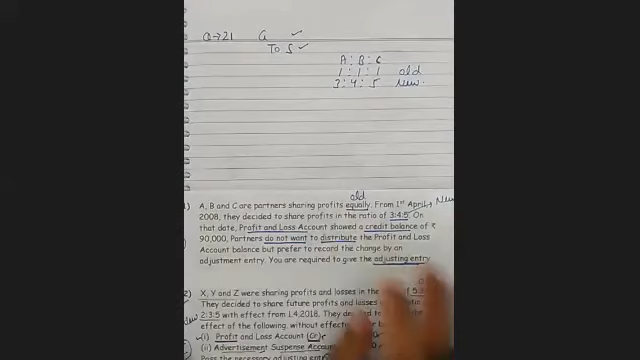 Q→21 G ✓
To S ✓
A : B : C
1 : 1 : 1 old
3 : 4 : 5 New.
old
1) A, B and C are partners sharing profits equally. From 1st April, New
2008, they decided to share profits in the ratio of 3:4:5. On
that date, Profit and Loss Account showed a credit balance of ₹
90,000. Partners do not want to distribute the Profit and Loss
Account balance but prefer to record the change by an
adjustment entry. You are required to give the adjusting entry
2) X, Y and Z were sharing profits and losses in the
They decided to share future profits and losses
New 2:3:5 with effect from 1.4.2018. They decided to
effect of the following, without
(i) Profit and Loss Account (Cr)
(ii) Advertisement Suspense Account
Pass the necessary adjusting